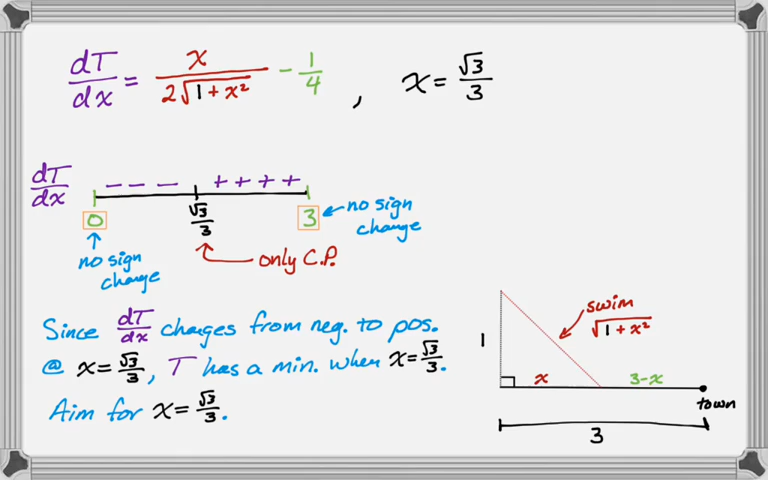 dT/dx = x/(2√(1+x²)) - 1/4 , x = √3/3
dT/dx
− − − + + + +
0 √3/3 3
no sign change
only C.P.
no sign change
Since dT/dx changes from neg. to pos.
@ x = √3/3, T has a min. when x = √3/3.
Aim for x = √3/3.
swim
√(1+x²)
1
x 3-x
town
3